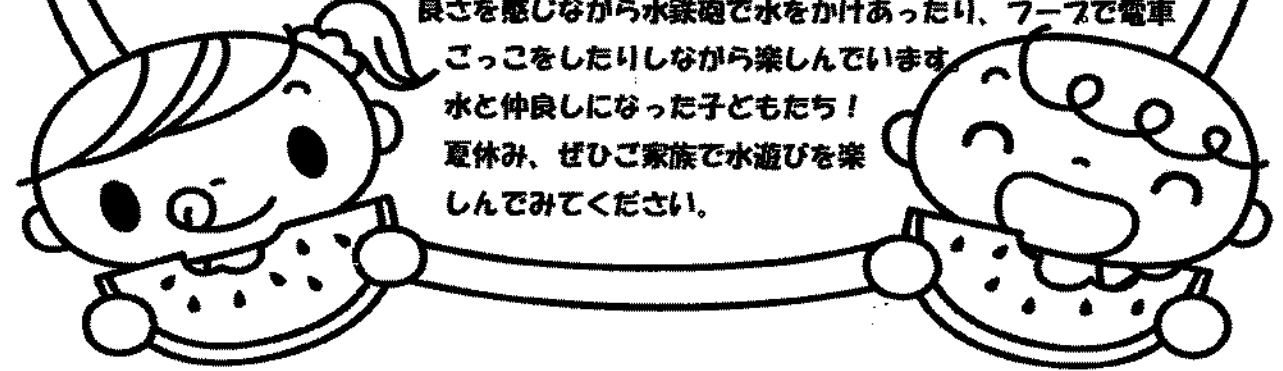 良さを感じながら水鉄砲で水をかけあったり、フープで電車
ごっこをしたりしながら楽しんでいます。
水と仲良しになった子どもたち！
夏休み、ぜひご家族で水遊びを楽
しんでみてください。